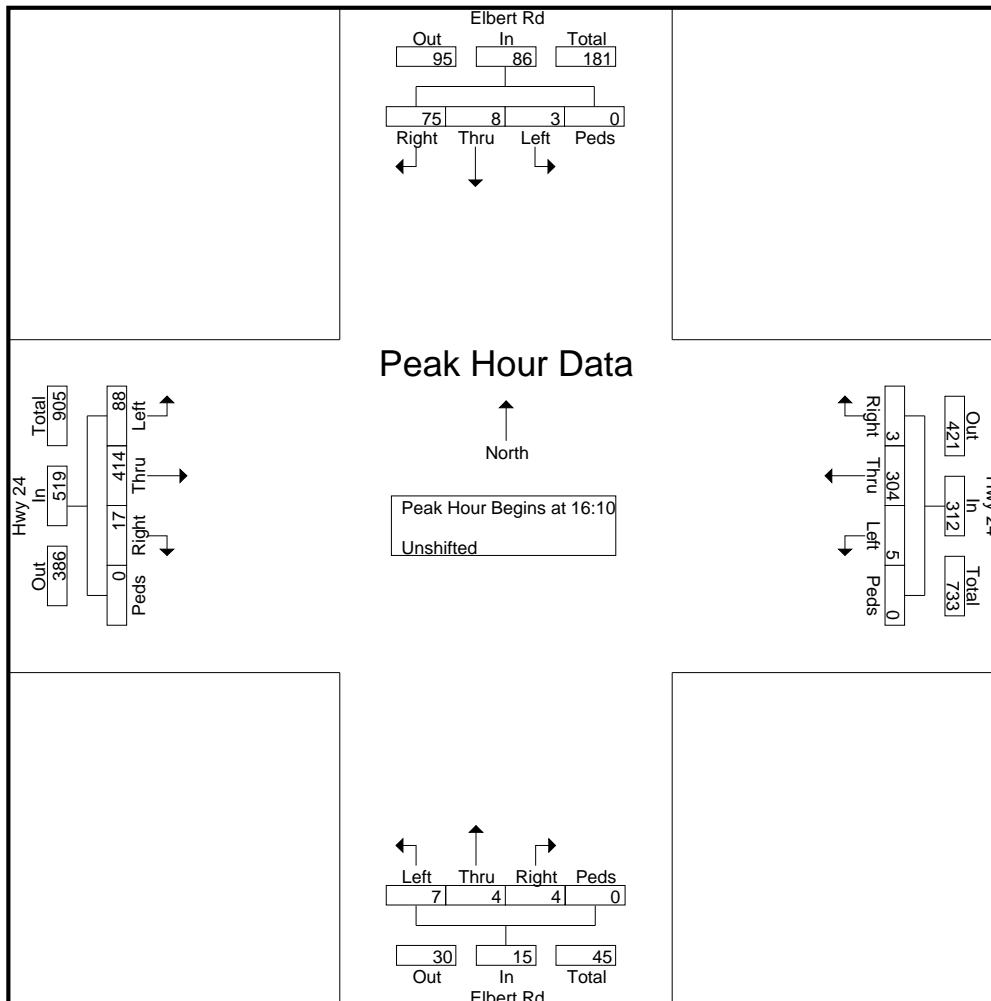 Elbert Rd
Out In Total
95 86 181
75 8 3 0
Right Thru Left Peds
Peak Hour Data
North
Peak Hour Begins at 16:10
Unshifted
Hwy 24
Total In Out
905 519 386
88 414 17 0
Left Thru Right Peds
Right Thru Left Peds
3 304 5 0
Out In Total
421 312 733
Hwy 24
Left Thru Right Peds
7 4 4 0
30 15 45
Out In Total
Elbert Rd